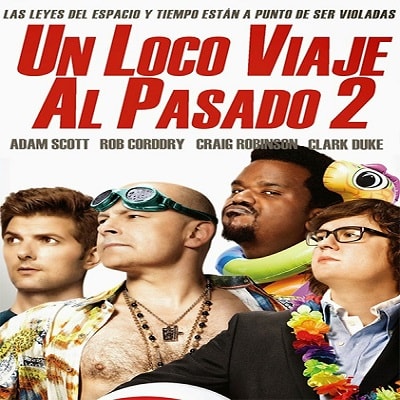 LAS LEYES DEL ESPACIO Y TIEMPO ESTÁN A PUNTO DE SER VIOLADAS
UN LOCO VIAJE
AL PASADO 2
ADAM SCOTT ROB CORDDRY CRAIG ROBINSON CLARK DUKE